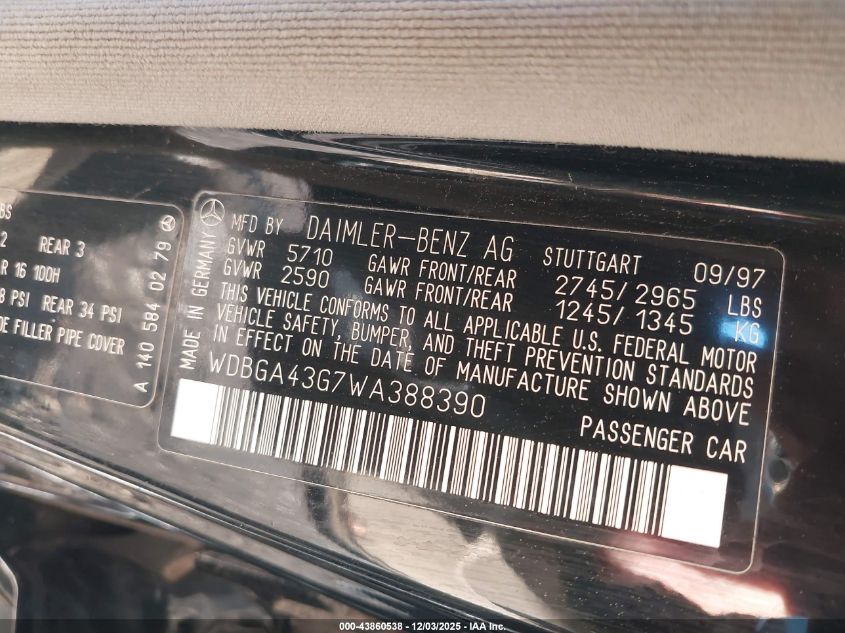 BS
2 REAR 3
R 16 100H
8 PSI REAR 34 PSI
DE FILLER PIPE COVER
A 140 584 02 79
MADE IN GERMANY
MFD BY DAIMLER-BENZ AG STUTTGART 09/97
GVWR 5710 GAWR FRONT/REAR 2745/2965 LBS
GVWR 2590 GAWR FRONT/REAR 1245/1345 KG
THIS VEHICLE CONFORMS TO ALL APPLICABLE U.S. FEDERAL MOTOR
VEHICLE SAFETY, BUMPER, AND THEFT PREVENTION STANDARDS
IN EFFECT ON THE DATE OF MANUFACTURE SHOWN ABOVE
WDBGA43G7WA388390
PASSENGER CAR
000-43860538 - 12/03/2025 - IAA Inc.